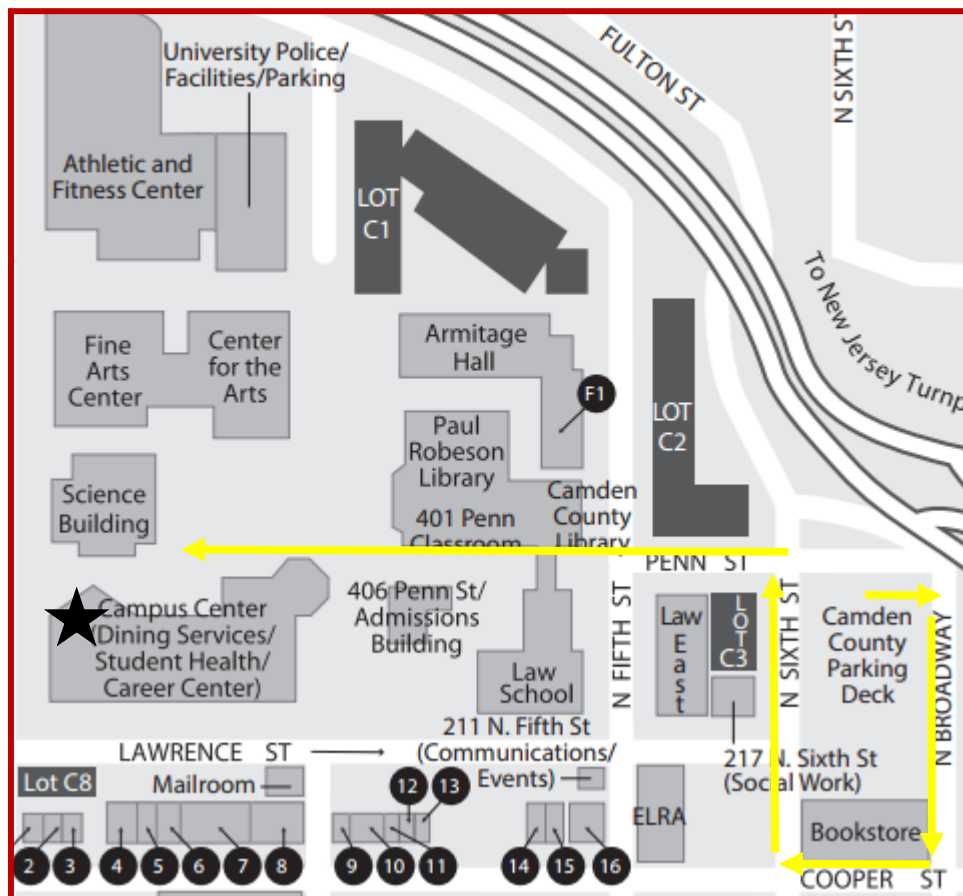 University Police/
Facilities/Parking
FULTON ST
N SIXTH ST
Athletic and
Fitness Center
LOT
C1
To New Jersey Turnp
Fine
Arts
Center
Center
for the
Arts
Armitage
Hall
F1
LOT
C2
Paul
Robeson
Library
Science
Building
401 Penn
Classroom
Camden
County
Library
PENN ST
Campus Center
(Dining Services/
Student Health/
Career Center)
406 Penn St/
Admissions
Building
Law
School
N FIFTH ST
Law
East
LOT
C3
N SIXTH ST
Camden
County
Parking
Deck
N BROADWAY
LAWRENCE ST
211 N. Fifth St
(Communications/
Events)
217 N. Sixth St
(Social Work)
Lot C8
Mailroom
12
13
ELRA
Bookstore
2
3
4
5
6
7
8
9
10
11
14
15
16
COOPER ST